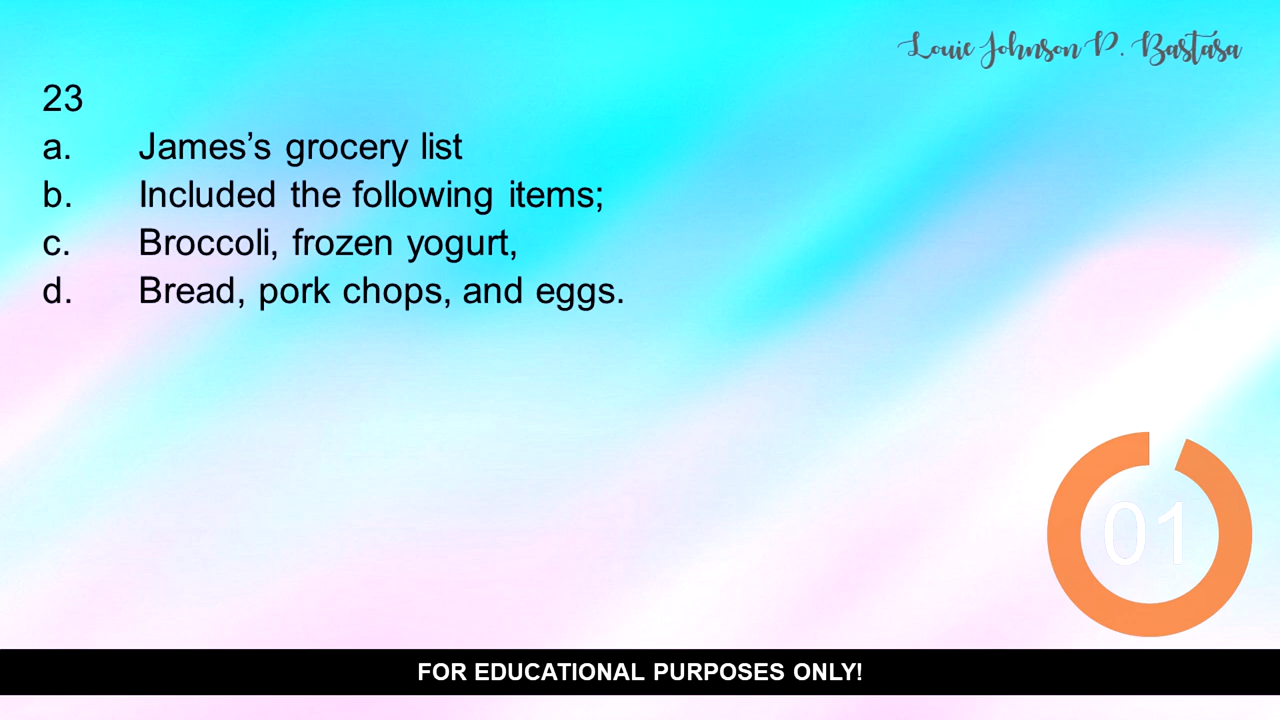 Louie Johnson P. Bastasa
23
a. James’s grocery list
b. Included the following items;
c. Broccoli, frozen yogurt,
d. Bread, pork chops, and eggs.
01
FOR EDUCATIONAL PURPOSES ONLY!